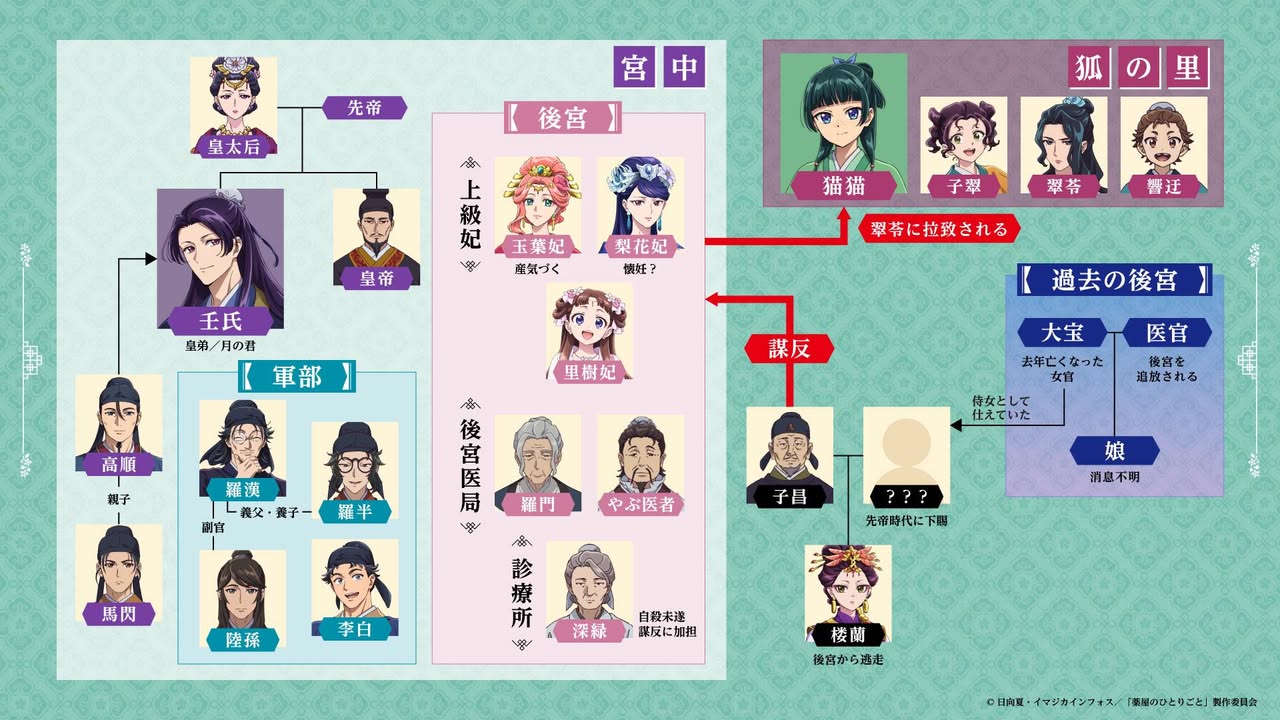 宮中
皇太后
先帝
壬氏
皇弟／月の君
皇帝
高順
親子
馬閃
【軍部】
羅漢
羅半
義父・養子
副官
陸孫
李白
【後宮】
上級妃
玉葉妃
産気づく
梨花妃
懐妊？
里樹妃
後宮医局
羅門
やぶ医者
診療所
深緑
自殺未遂
謀反に加担
狐の里
猫猫
子翠
翠苓
響迂
翠苓に拉致される
謀反
【過去の後宮】
大宝
医官
去年亡くなった
女官
後宮を
追放される
侍女として
仕えていた
娘
消息不明
子昌
？？？
先帝時代に下賜
楼蘭
後宮から逃走
© 日向夏・イマジカインフォス／「薬屋のひとりごと」製作委員会